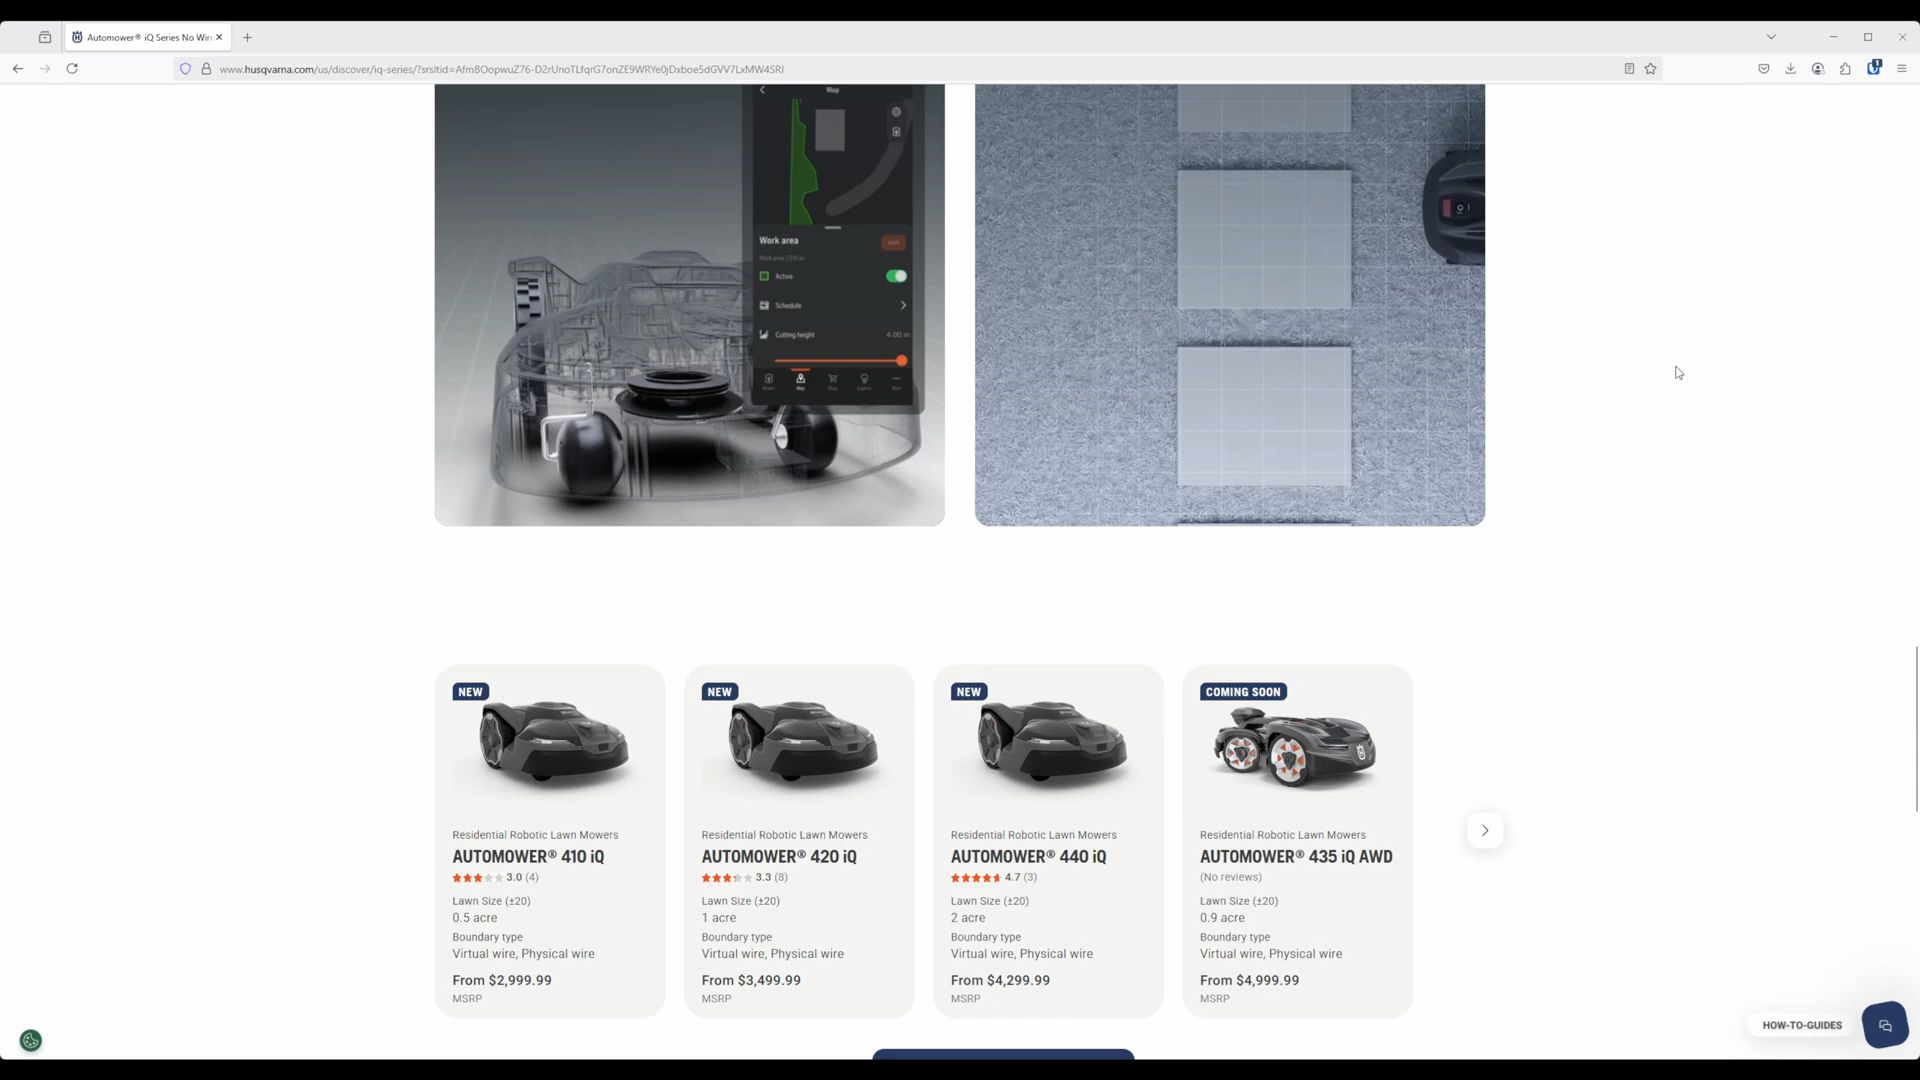 Automower® iQ Series No Wire
www.husqvarna.com/us/discover/iq-series/?srsltid=AfmBOopwuZ76-D2rUnoTLfqrG7onZE9WRYe0jDxboe5dGVV7LxMW4SRI
Map
Work area
Active
Schedule
Cutting height 4.00 in
Map
NEW
Residential Robotic Lawn Mowers
AUTOMOWER® 410 iQ
3.0 (4)
Lawn Size (±20)
0.5 acre
Boundary type
Virtual wire, Physical wire
From $2,999.99
MSRP
NEW
Residential Robotic Lawn Mowers
AUTOMOWER® 420 iQ
3.3 (8)
Lawn Size (±20)
1 acre
Boundary type
Virtual wire, Physical wire
From $3,499.99
MSRP
NEW
Residential Robotic Lawn Mowers
AUTOMOWER® 440 iQ
4.7 (3)
Lawn Size (±20)
2 acre
Boundary type
Virtual wire, Physical wire
From $4,299.99
MSRP
COMING SOON
Residential Robotic Lawn Mowers
AUTOMOWER® 435 iQ AWD
(No reviews)
Lawn Size (±20)
0.9 acre
Boundary type
Virtual wire, Physical wire
From $4,999.99
MSRP
HOW-TO-GUIDES